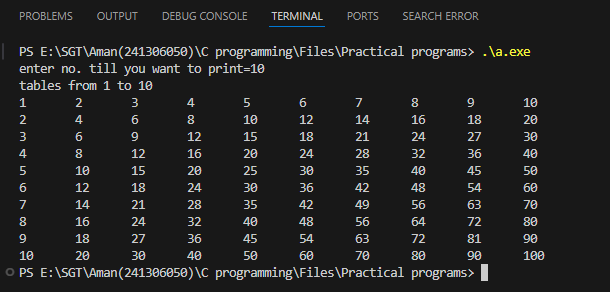 PROBLEMS OUTPUT DEBUG CONSOLE TERMINAL PORTS SEARCH ERROR
PS E:\SGT\Aman(241306050)\C programming\Files\Practical programs> .\a.exe
enter no. till you want to print=10
tables from 1 to 10
1 2 3 4 5 6 7 8 9 10
2 4 6 8 10 12 14 16 18 20
3 6 9 12 15 18 21 24 27 30
4 8 12 16 20 24 28 32 36 40
5 10 15 20 25 30 35 40 45 50
6 12 18 24 30 36 42 48 54 60
7 14 21 28 35 42 49 56 63 70
8 16 24 32 40 48 56 64 72 80
9 18 27 36 45 54 63 72 81 90
10 20 30 40 50 60 70 80 90 100
PS E:\SGT\Aman(241306050)\C programming\Files\Practical programs>